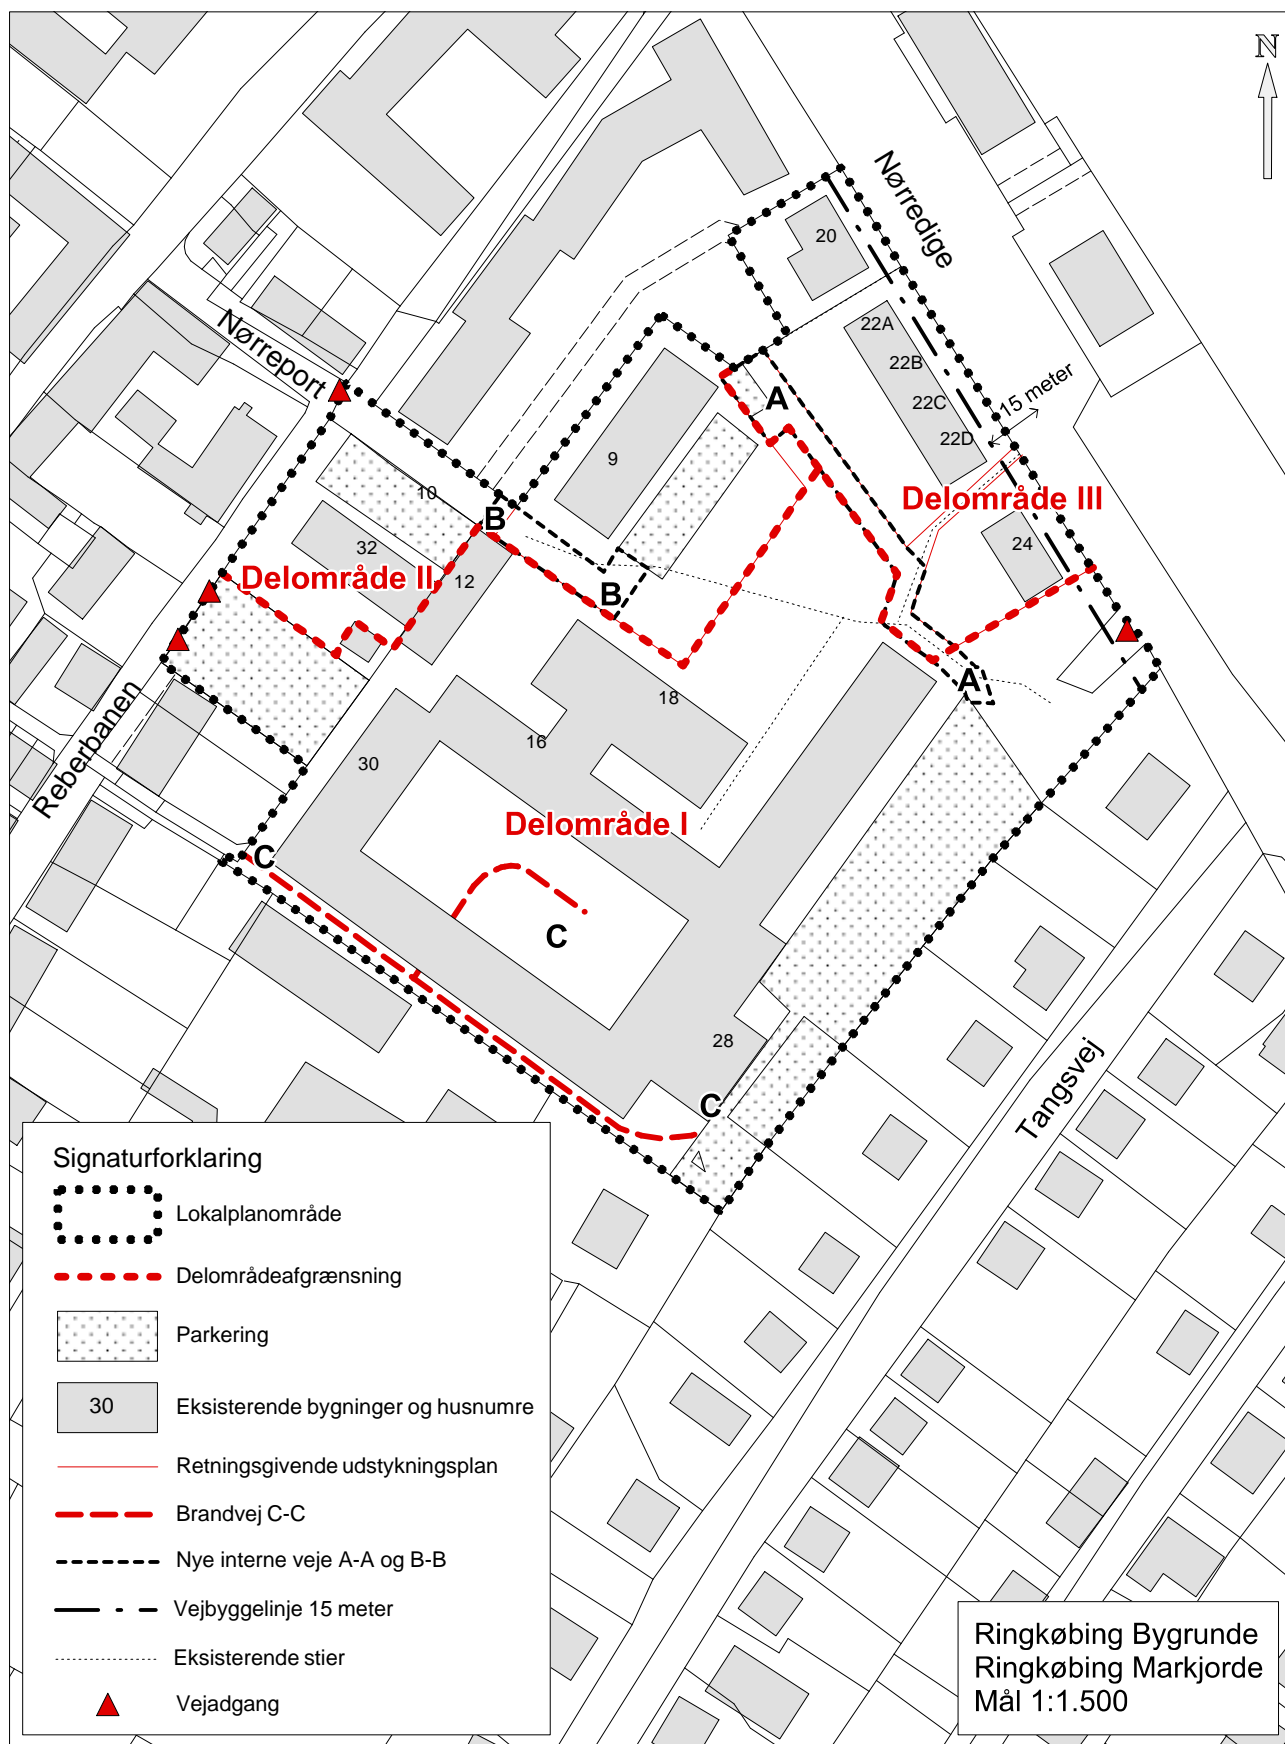 N
Nørredige
20
22A
22B
22C
22D
15 meter
Nørreport
A
9
10
B
Delområde III
24
32
Delområde II
12
B
A
18
16
30
Reberbanen
Delområde I
C
C
28
C
Tangsvej
Signaturforklaring
Lokalplanområde
Delområdeafgrænsning
Parkering
30 Eksisterende bygninger og husnumre
Retningsgivende udstykningsplan
Brandvej C-C
Nye interne veje A-A og B-B
Vejbyggelinje 15 meter
Eksisterende stier
Vejadgang
Ringkøbing Bygrunde
Ringkøbing Markjorde
Mål 1:1.500